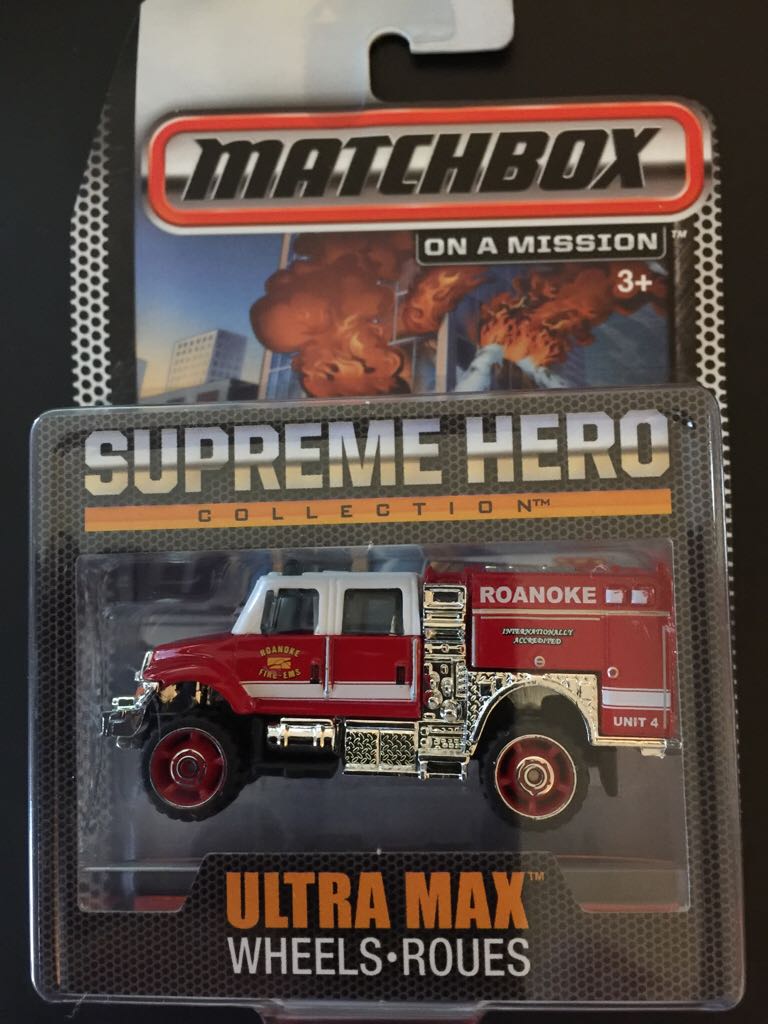 MATCHBOX
ON A MISSION™
3+
SUPREME HERO
COLLECTION™
ROANOKE
INTERNATIONALLY
ACCREDITED
ROANOKE
FIRE-EMS
UNIT 4
ULTRA MAX™
WHEELS•ROUES